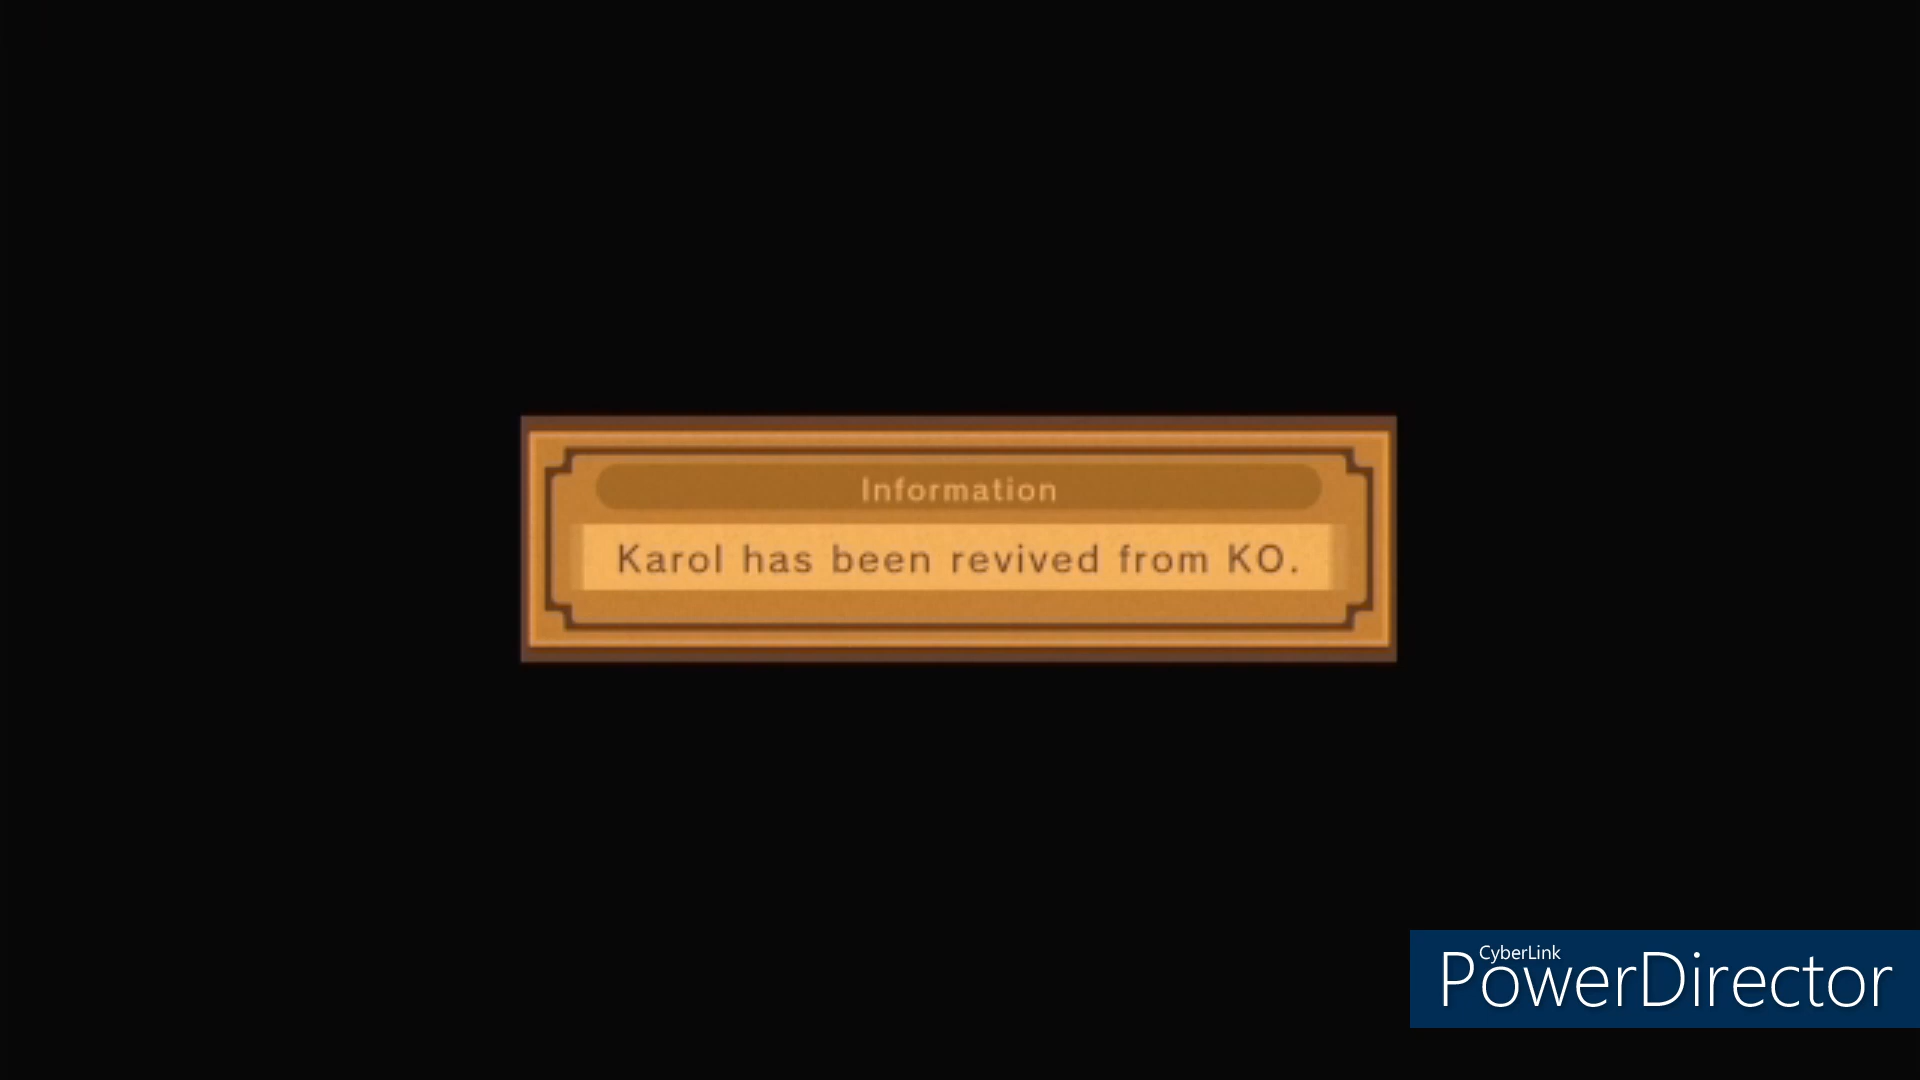 Information
Karol has been revived from KO.
CyberLink
PowerDirector